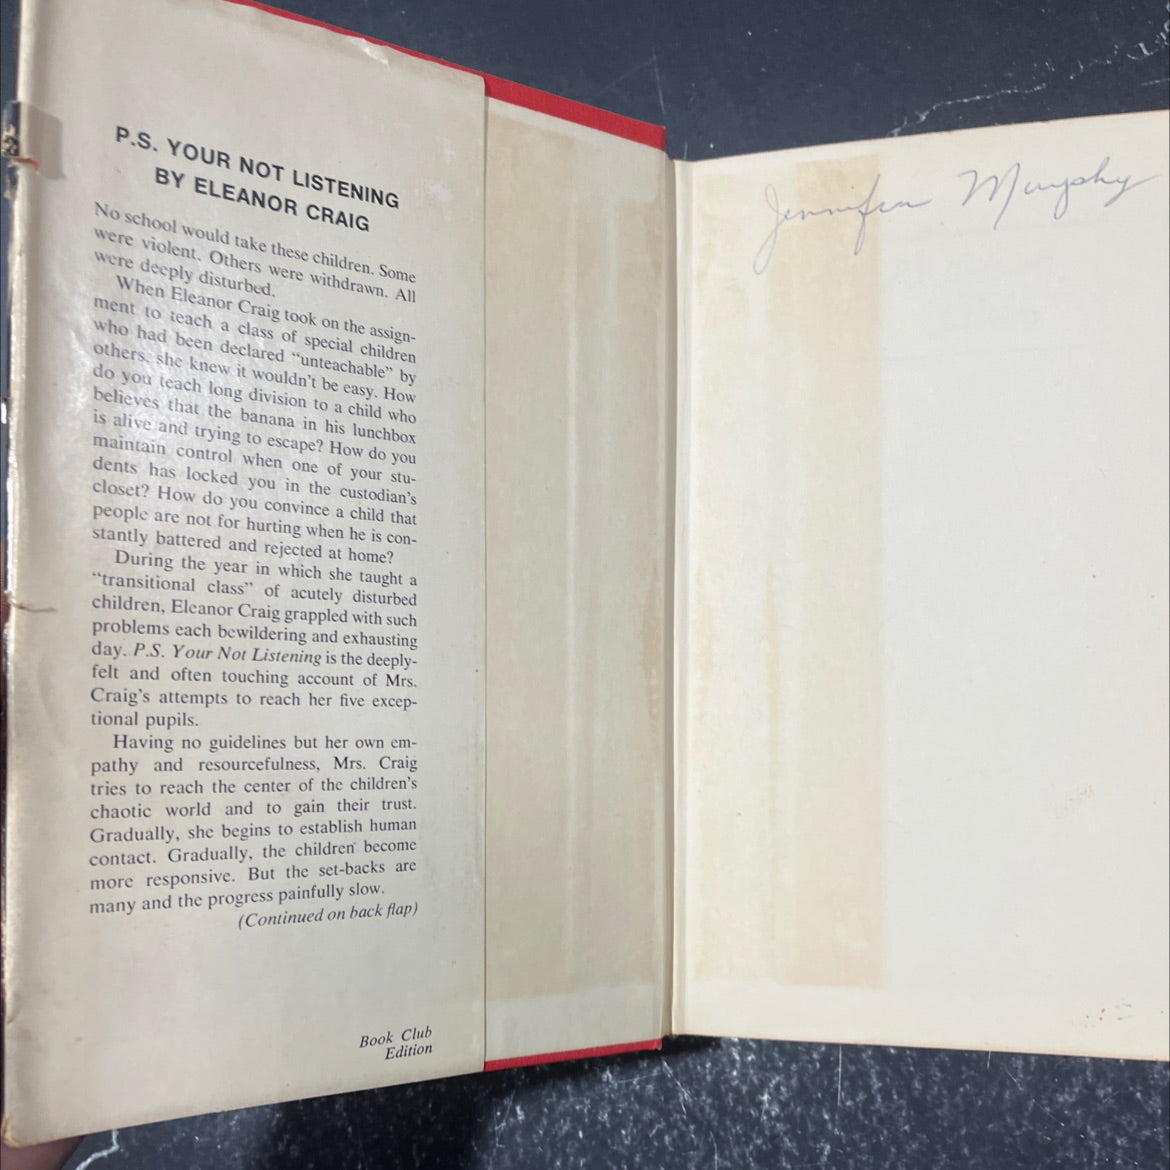 P.S. YOUR NOT LISTENING
BY ELEANOR CRAIG
No school would take these children. Some
were violent. Others were withdrawn. All
were deeply disturbed.
When Eleanor Craig took on the assign-
ment to teach a class of special children
who had been declared "unteachable" by
others, she knew it wouldn't be easy. How
do you teach long division to a child who
believes that the banana in his lunchbox
is alive and trying to escape? How do you
maintain control when one of your stu-
dents has locked you in the custodian's
closet? How do you convince a child that
people are not for hurting when he is con-
stantly battered and rejected at home?
During the year in which she taught a
"transitional class" of acutely disturbed
children, Eleanor Craig grappled with such
problems each bewildering and exhausting
day. P.S. Your Not Listening is the deeply-
felt and often touching account of Mrs.
Craig's attempts to reach her five excep-
tional pupils.
Having no guidelines but her own em-
pathy and resourcefulness, Mrs. Craig
tries to reach the center of the children's
chaotic world and to gain their trust.
Gradually, she begins to establish human
contact. Gradually, the children become
more responsive. But the set-backs are
many and the progress painfully slow.
(Continued on back flap)
Book Club
Edition
Jennifer Murphy